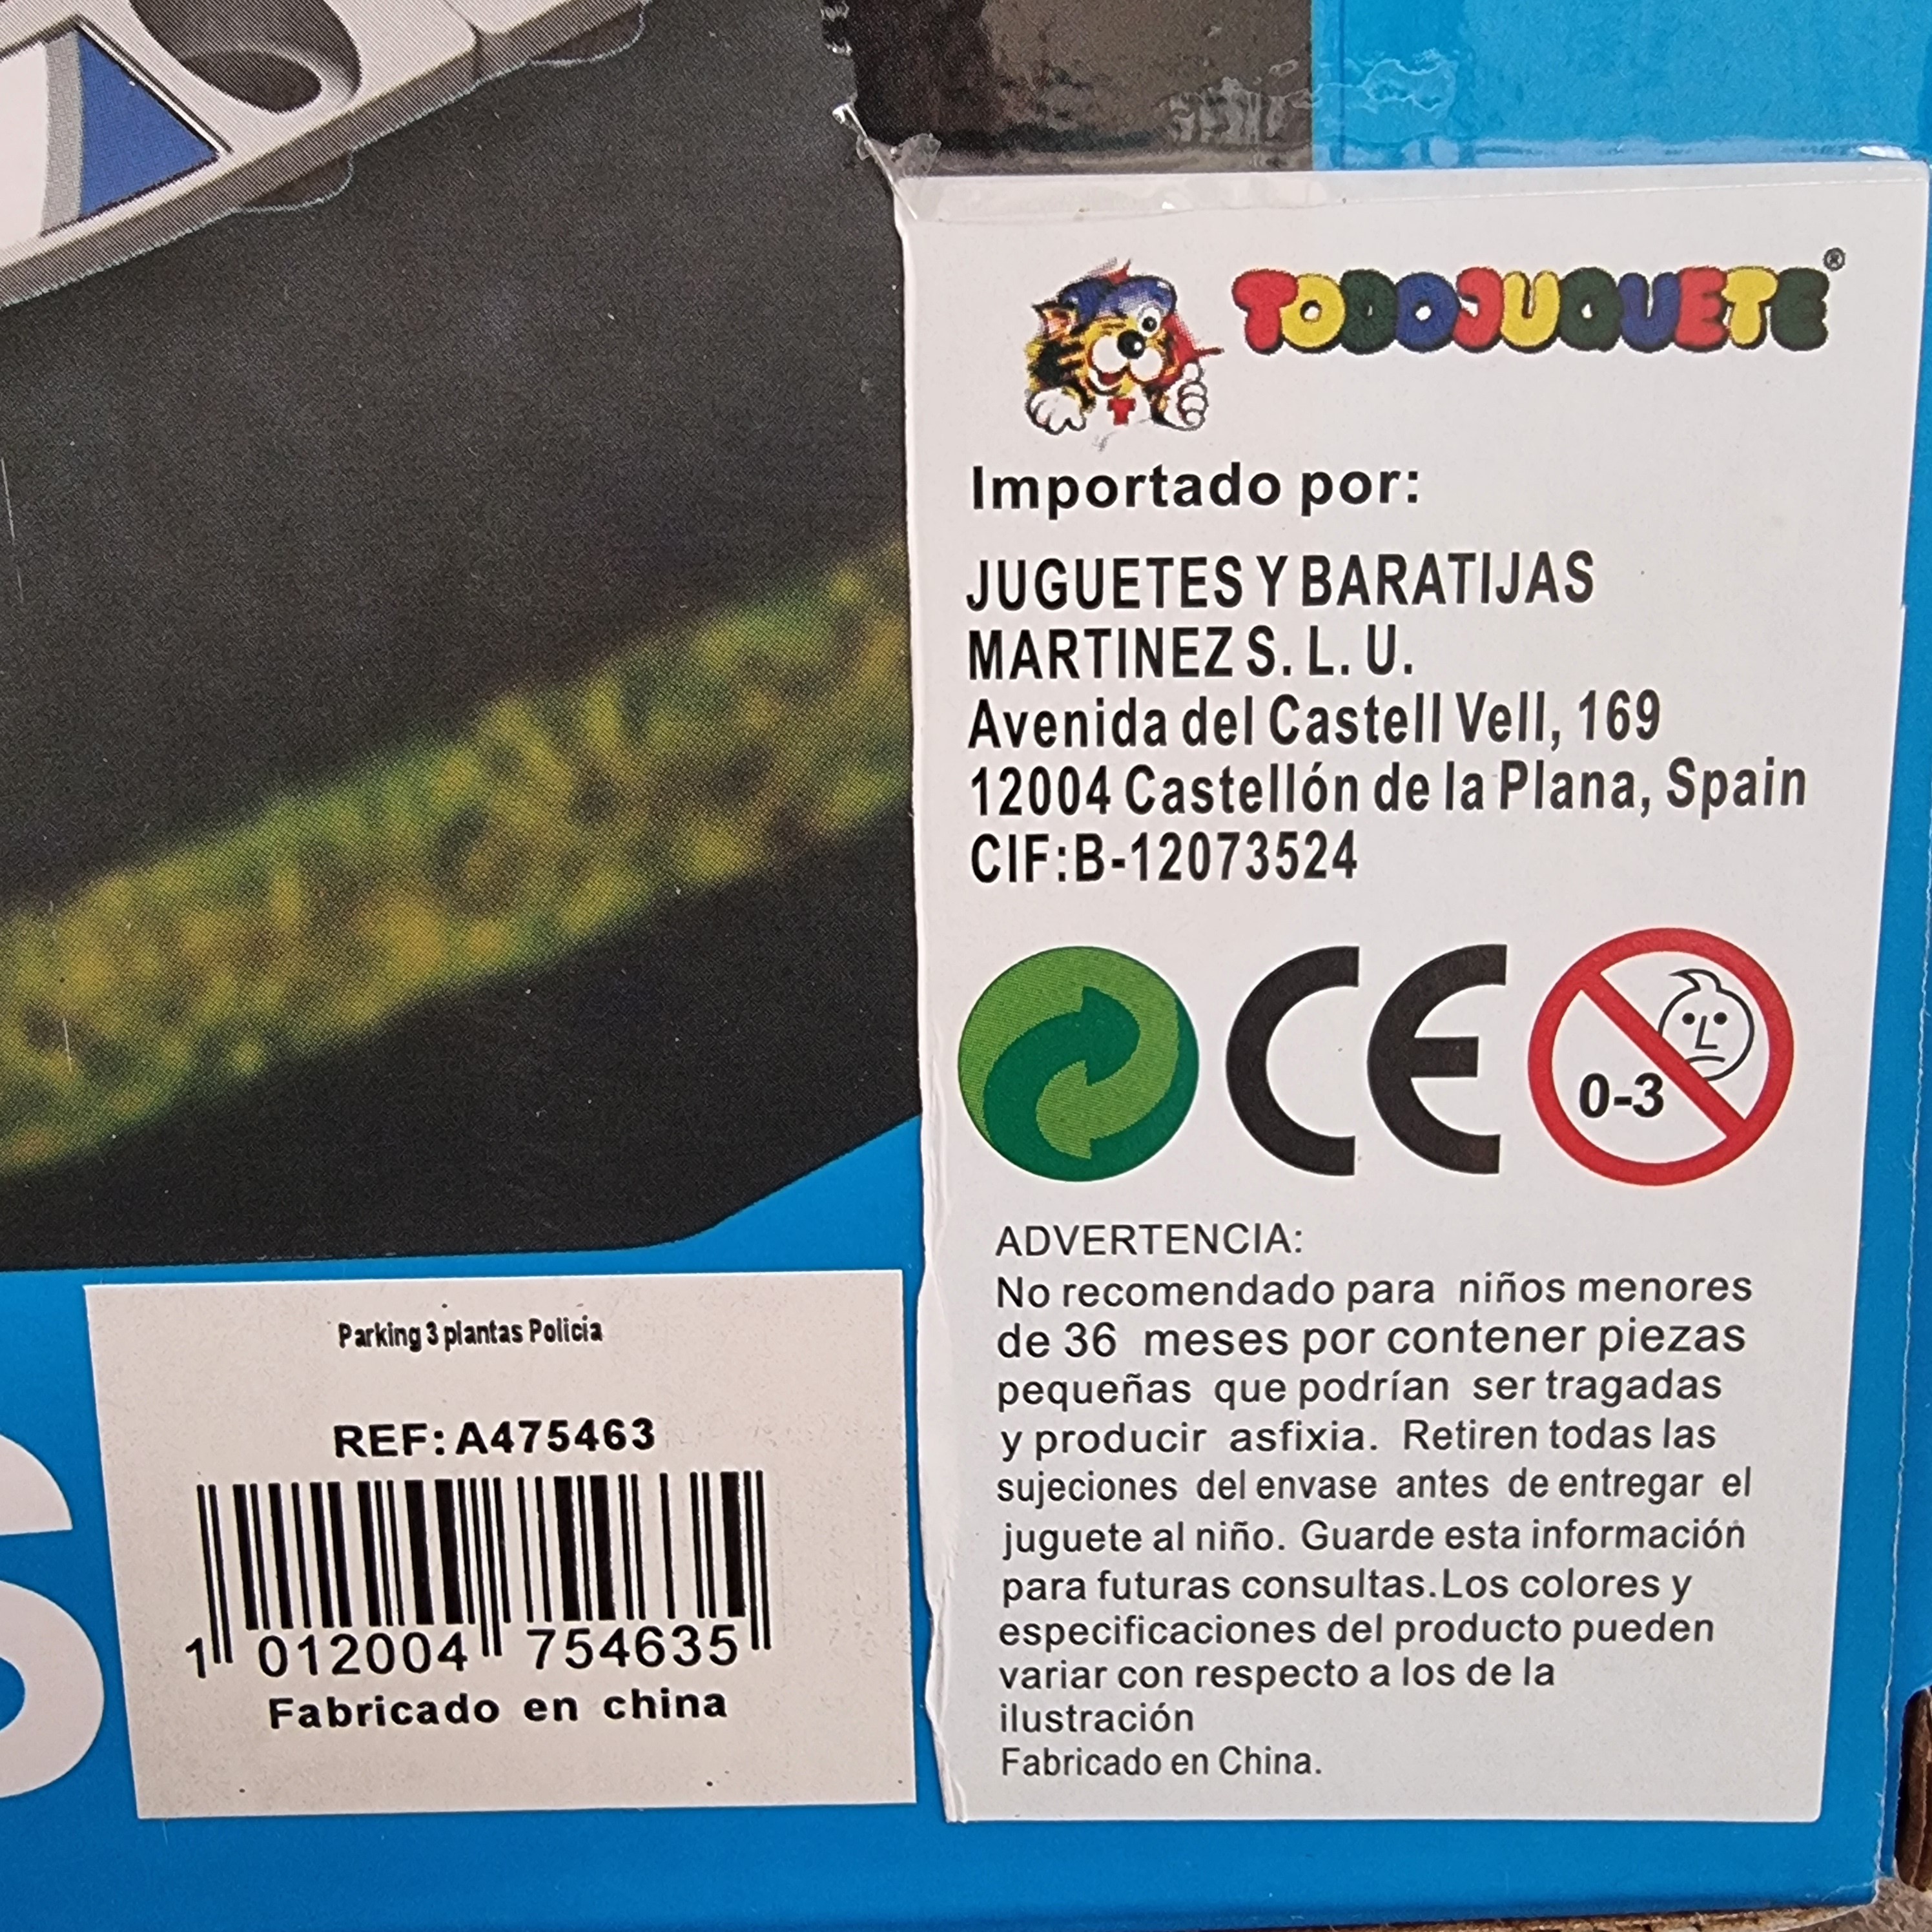 TODOJUQUETE®
Importado por:
JUGUETES Y BARATIJAS
MARTINEZ S. L. U.
Avenida del Castell Vell, 169
12004 Castellón de la Plana, Spain
CIF:B-12073524
CE
0-3
ADVERTENCIA:
No recomendado para niños menores
de 36 meses por contener piezas
pequeñas que podrían ser tragadas
y producir asfixia. Retiren todas las
sujeciones del envase antes de entregar el
juguete al niño. Guarde esta información
para futuras consultas.Los colores y
especificaciones del producto pueden
variar con respecto a los de la
ilustración
Fabricado en China.
Parking 3 plantas Policia
REF: A475463
1 012004 754635
Fabricado en china